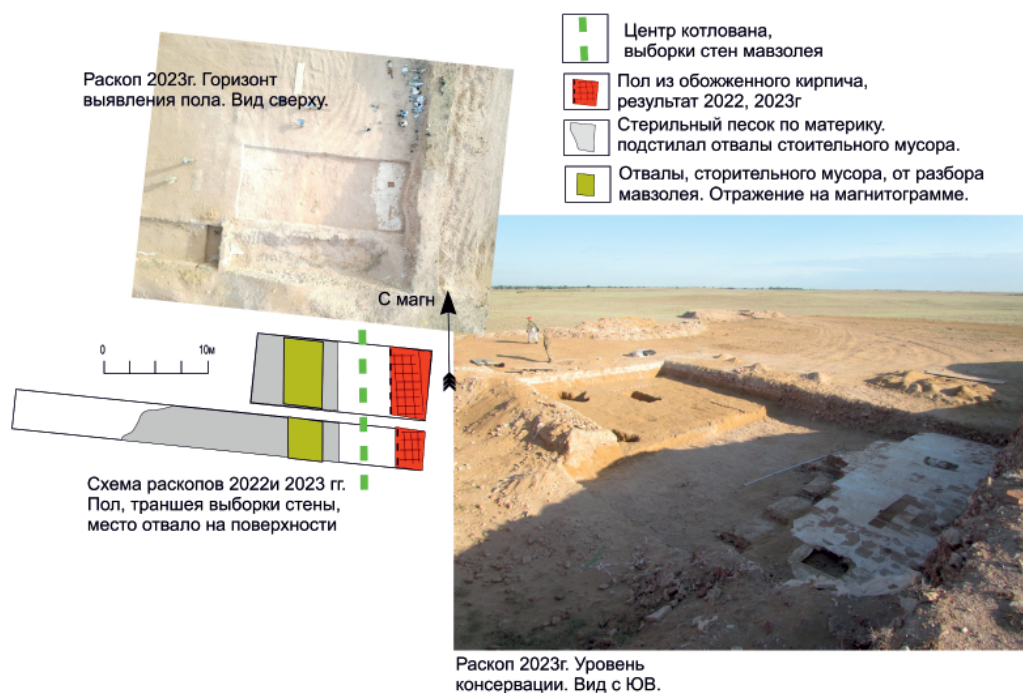 Раскоп 2023г. Горизонт
выявления пола. Вид сверху.
Центр котлована,
выборки стен мавзолея
Пол из обожженного кирпича,
результат 2022, 2023г
Стерильный песок по материку.
подстилал отвалы стоительного мусора.
Отвалы, сторительного мусора, от разбора
мавзолея. Отражение на магнитограмме.
С магн
0 10м
Схема раскопов 2022и 2023 гг.
Пол, траншея выборки стены,
место отвало на поверхности
Раскоп 2023г. Уровень
консервации. Вид с ЮВ.